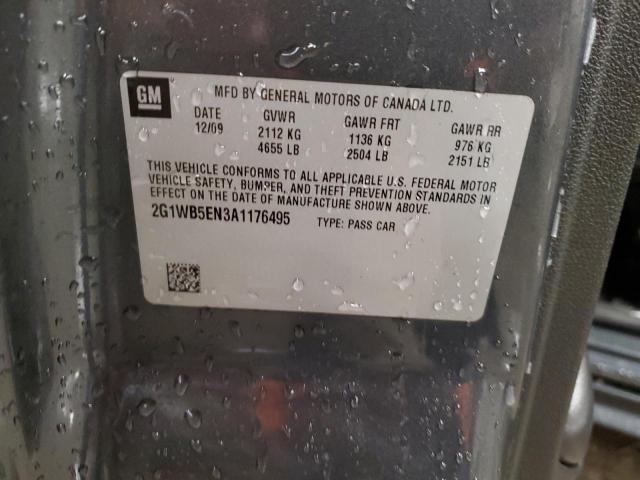 GM MFD BY GENERAL MOTORS OF CANADA LTD.
DATE GVWR GAWR FRT GAWR RR
12/09 2112 KG 1136 KG 976 KG
4655 LB 2504 LB 2151 LB
THIS VEHICLE CONFORMS TO ALL APPLICABLE U.S. FEDERAL MOTOR
VEHICLE SAFETY, BUMPER, AND THEFT PREVENTION STANDARDS IN
EFFECT ON THE DATE OF MANUFACTURE SHOWN ABOVE.
2G1WB5EN3A1176495 TYPE: PASS CAR